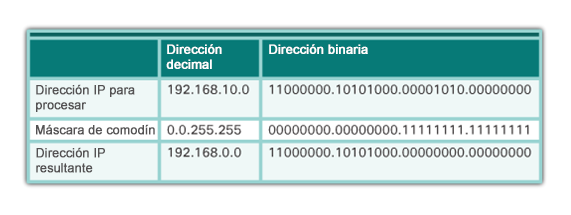 Dirección decimal Dirección binaria
Dirección IP para procesar 192.168.10.0 11000000.10101000.00001010.00000000
Máscara de comodín 0.0.255.255 00000000.00000000.11111111.11111111
Dirección IP resultante 192.168.0.0 11000000.10101000.00000000.00000000